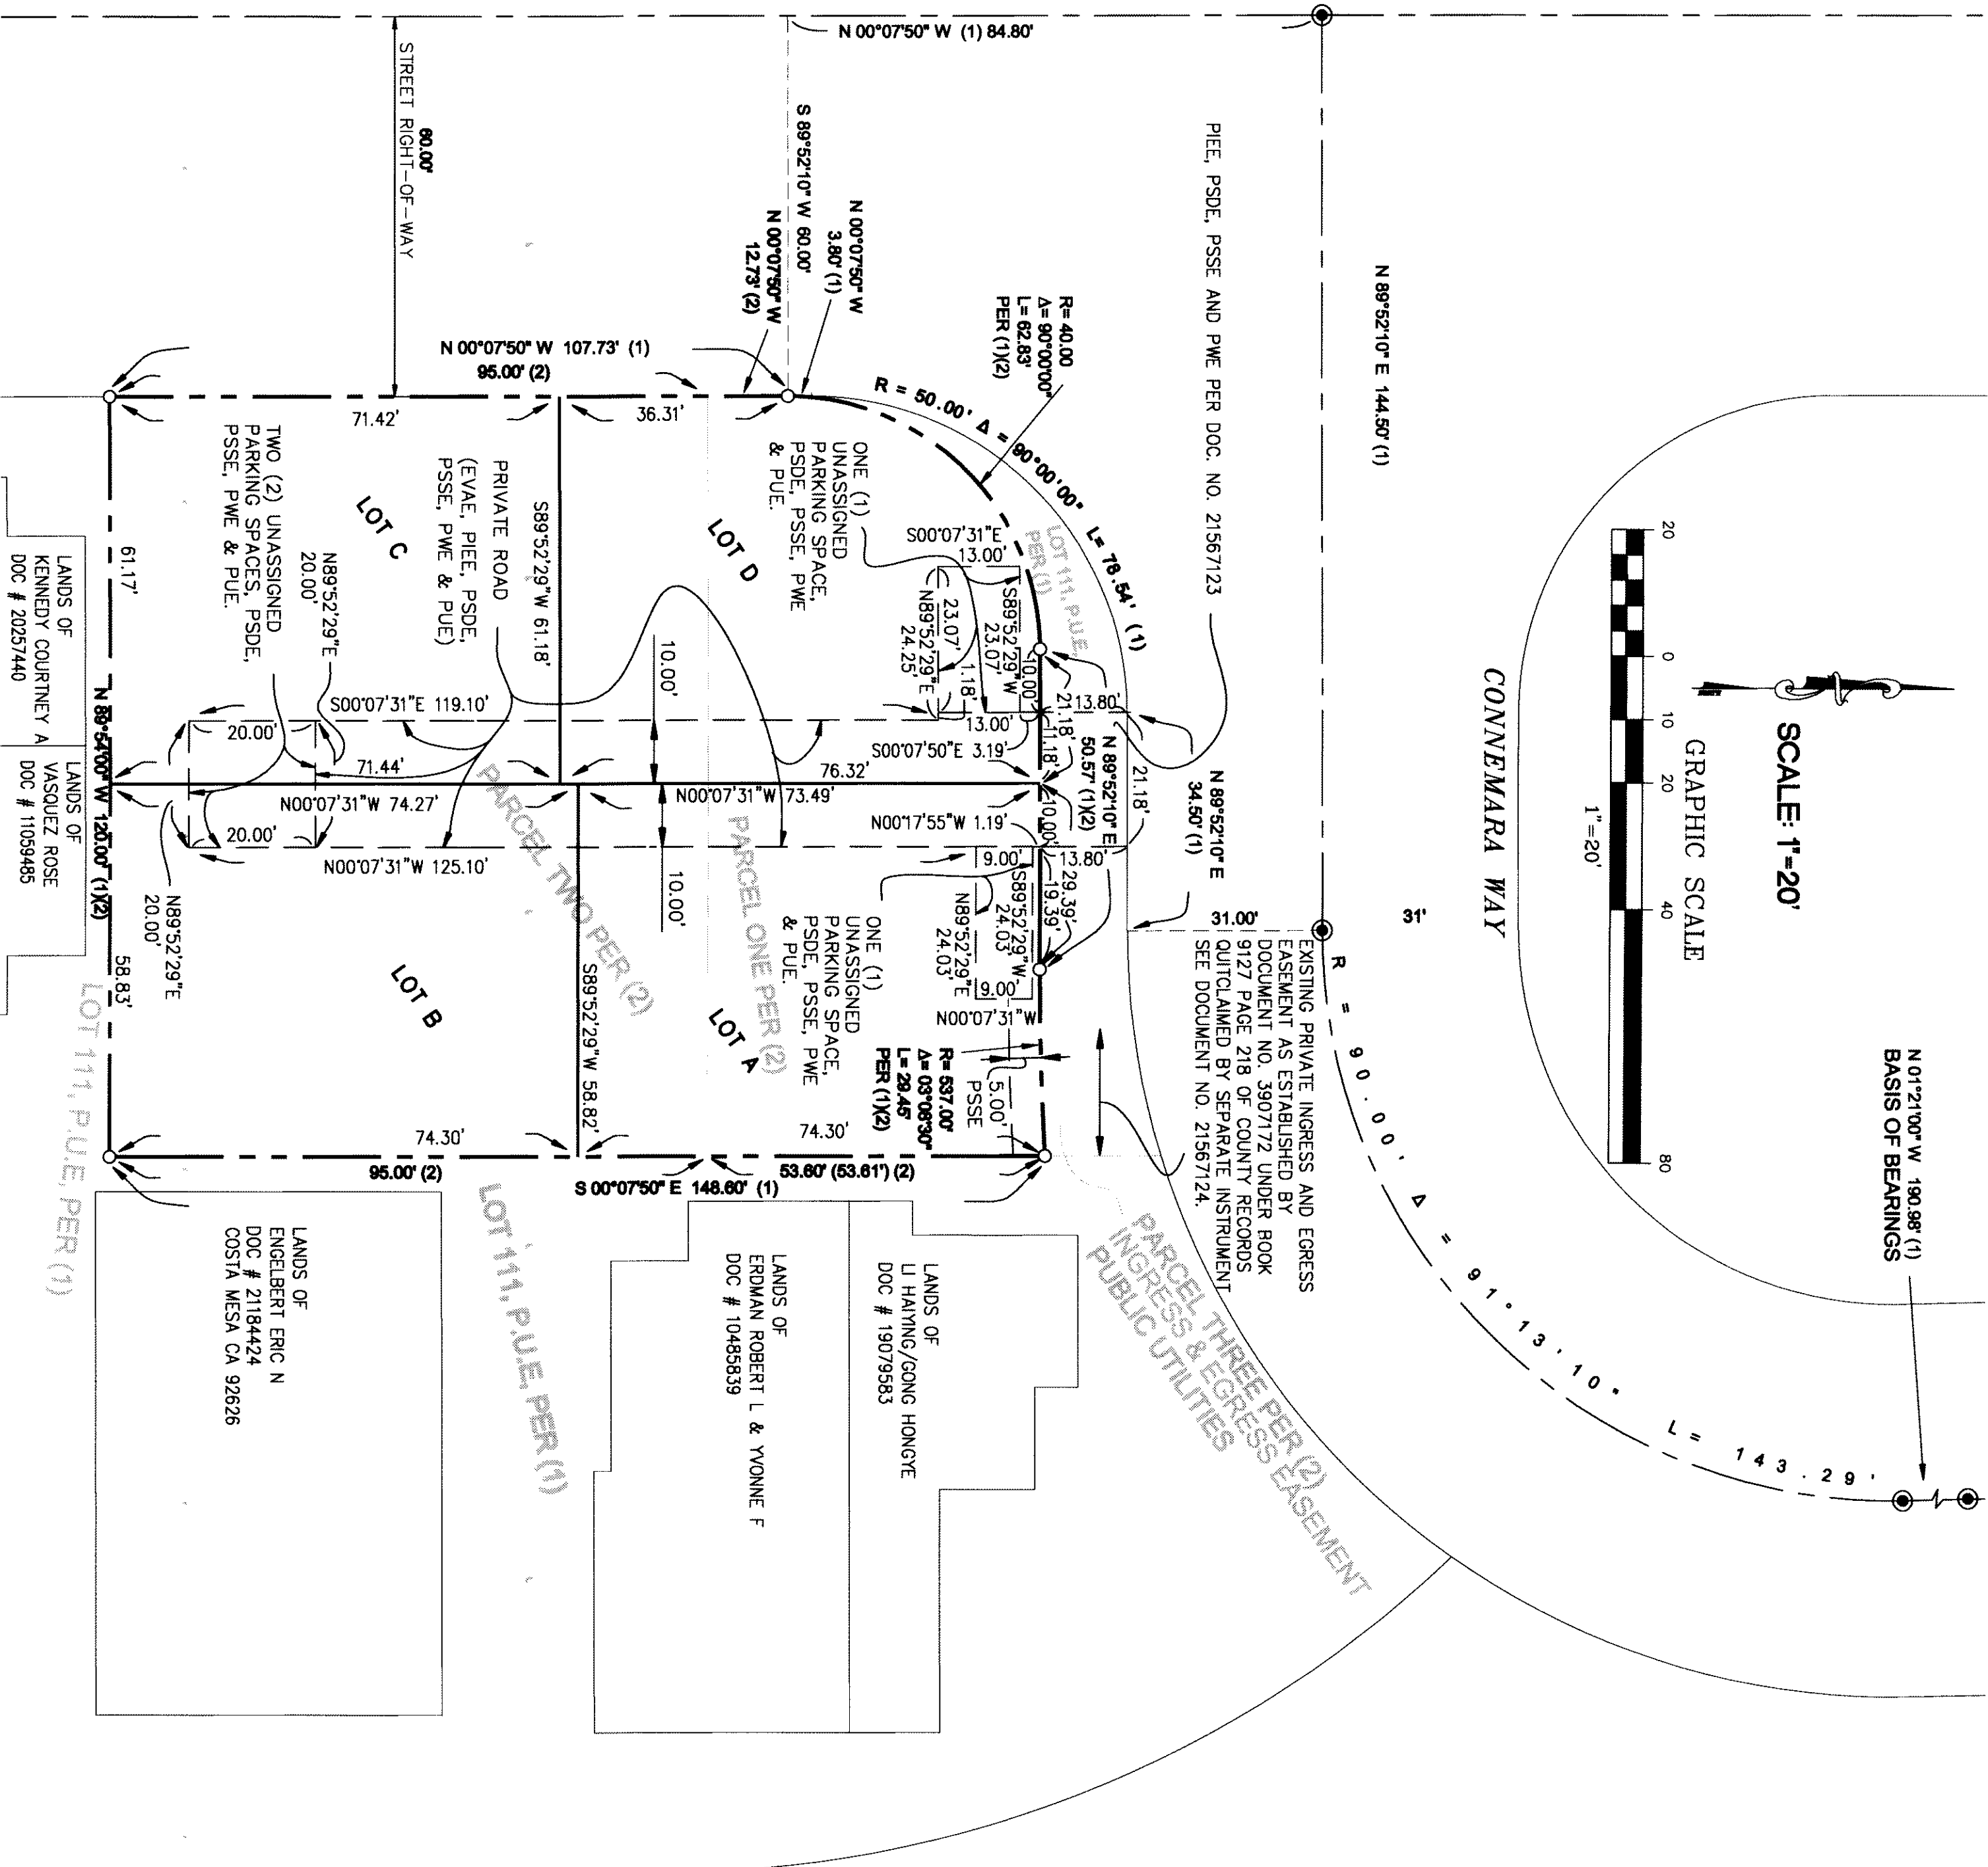 N 00°07'50" W (1) 84.80'
60.00'
STREET RIGHT-OF-WAY
S 89°52'10" W 60.00'
N 00°07'50" W
3.80' (1)
N 00°07'50" W
12.73' (2)
PIEE, PSDE, PSSE AND PWE PER DOC. NO. 21567123
N 89°52'10" E 144.50' (1)
R= 40.00
Δ= 90°00'00"
L= 62.83'
PER (1)(2)
R = 50.00' Δ = 90°00'00" L= 78.54' (1)
LOT 111, P.U.E,
PER (1)
20 0 10 20 40 80
GRAPHIC SCALE
1"=20'
SCALE: 1"=20'
CONNEMARA WAY
N 01°21'00" W 190.98' (1)
BASIS OF BEARINGS
N 00°07'50" W 107.73' (1)
95.00' (2)
71.42'
36.31'
TWO (2) UNASSIGNED
PARKING SPACES, PSDE,
PSSE, PWE & PUE.
LOT C
PRIVATE ROAD
(EVAE, PIEE, PSDE,
PSSE, PWE & PUE)
S89°52'29"W 61.18'
LOT D
ONE (1)
UNASSIGNED
PARKING SPACE,
PSDE, PSSE, PWE
& PUE.
S00°07'31"E
13.00'
S89°52'29"W
23.07'
23.07'
N89°52'29"E
24.25'
1.18'
13.00'
10.00'
13.80'
21.18'
11.18'
S00°07'50"E 3.19'
N 89°52'10" E
50.57' (1)(2)
N 89°52'10" E
34.50' (1)
21.18'
10.00'
61.17'
N89°52'29"E
20.00'
S00°07'31"E 119.10'
20.00'
71.44'
10.00'
76.32'
N00°07'31"W 74.27'
N00°07'31"W 73.49'
20.00'
N00°07'31"W 125.10'
N00°17'55"W 1.19'
9.00'
13.80'
29.39'
19.39'
S89°52'29"W
24.03'
N89°52'29"E
24.03'
9.00'
N00°07'31"W
10.00'
PARCEL TWO PER (2)
PARCEL ONE PER (2)
ONE (1)
UNASSIGNED
PARKING SPACE,
PSDE, PSSE, PWE
& PUE.
31.00'
31'
EXISTING PRIVATE INGRESS AND EGRESS
EASEMENT AS ESTABLISHED BY
DOCUMENT NO. 3907172 UNDER BOOK
9127 PAGE 218 OF COUNTY RECORDS
QUITCLAIMED BY SEPARATE INSTRUMENT
SEE DOCUMENT NO. 21567124.
R = 90.00' Δ = 91°13'10" L= 143.29'
LANDS OF
KENNEDY COURTNEY A
DOC # 20257440
LANDS OF
VASQUEZ ROSE
DOC # 11059485
N 89°54'00" W 120.00' (1)(2)
N89°52'29"E
20.00'
58.83'
LOT B
S89°52'29"W 58.82'
LOT A
R= 537.00'
Δ= 03°08'30"
L= 29.45'
PER (1)(2)
5.00'
PSSE
LOT 111, P.U.E, PER (1)
74.30'
74.30'
95.00' (2)
53.60' (53.61') (2)
S 00°07'50" E 148.60' (1)
LOT 111, P.U.E, PER (1)
LANDS OF
ENGELBERT ERIC N
DOC # 21184424
COSTA MESA CA 92626
LANDS OF
ERDMAN ROBERT L & YVONNE F
DOC # 10485839
LANDS OF
LI HAIYING/GONG HONGYE
DOC # 19079583
PARCEL THREE PER (2)
INGRESS & EGRESS EASEMENT
PUBLIC UTILITIES